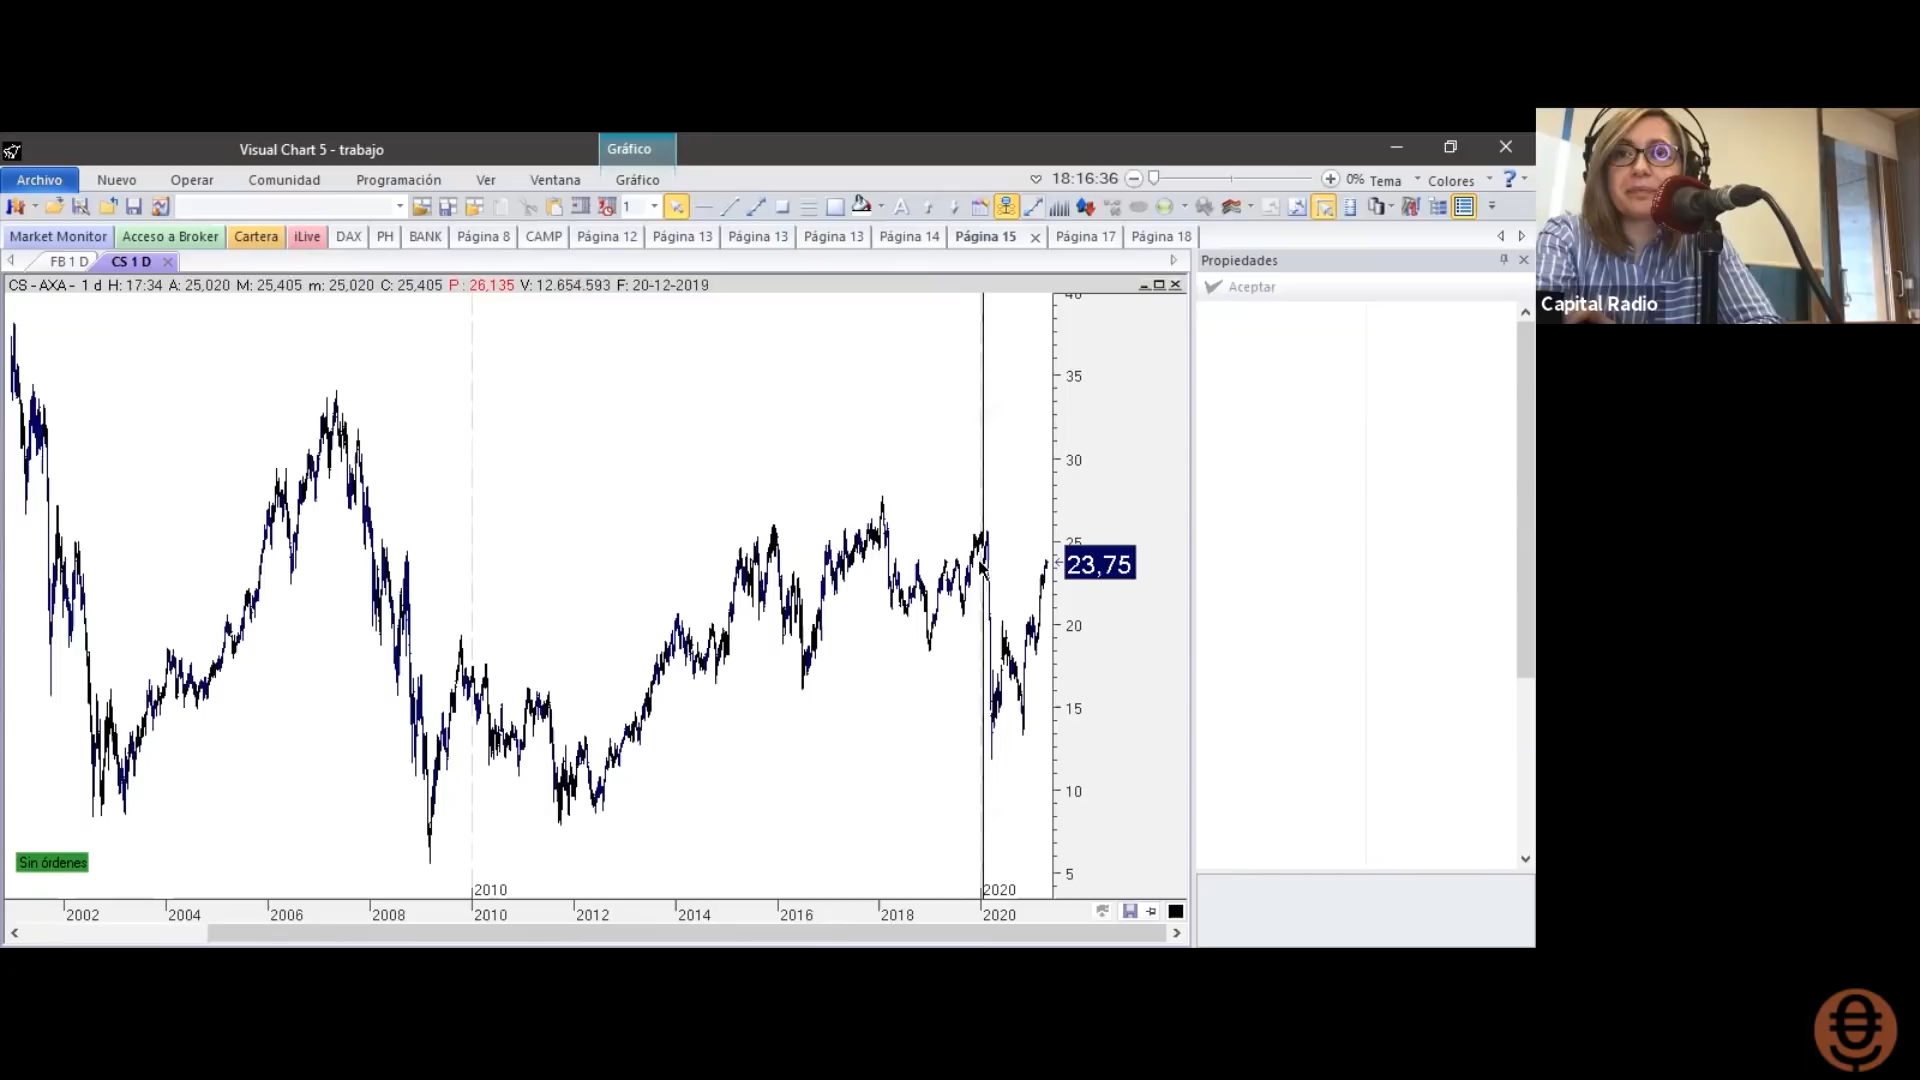 Visual Chart 5 - trabajo
Gráfico
Archivo Nuevo Operar Comunidad Programación Ver Ventana Gráfico 18:16:36 0% Tema Colores ?
1
Market Monitor Acceso a Broker Cartera iLive DAX PH BANK Página 8 CAMP Página 12 Página 13 Página 13 Página 13 Página 14 Página 15 Página 17 Página 18
FB 1 D CS 1 D
Propiedades
CS - AXA - 1 d H: 17:34 A: 25,020 M: 25,405 m: 25,020 C: 25,405 P: 26,135 V: 12.654.593 F: 20-12-2019
Aceptar
Capital Radio
40
35
30
25
23,75
20
15
10
5
Sin órdenes
2010 2020
2002 2004 2006 2008 2010 2012 2014 2016 2018 2020